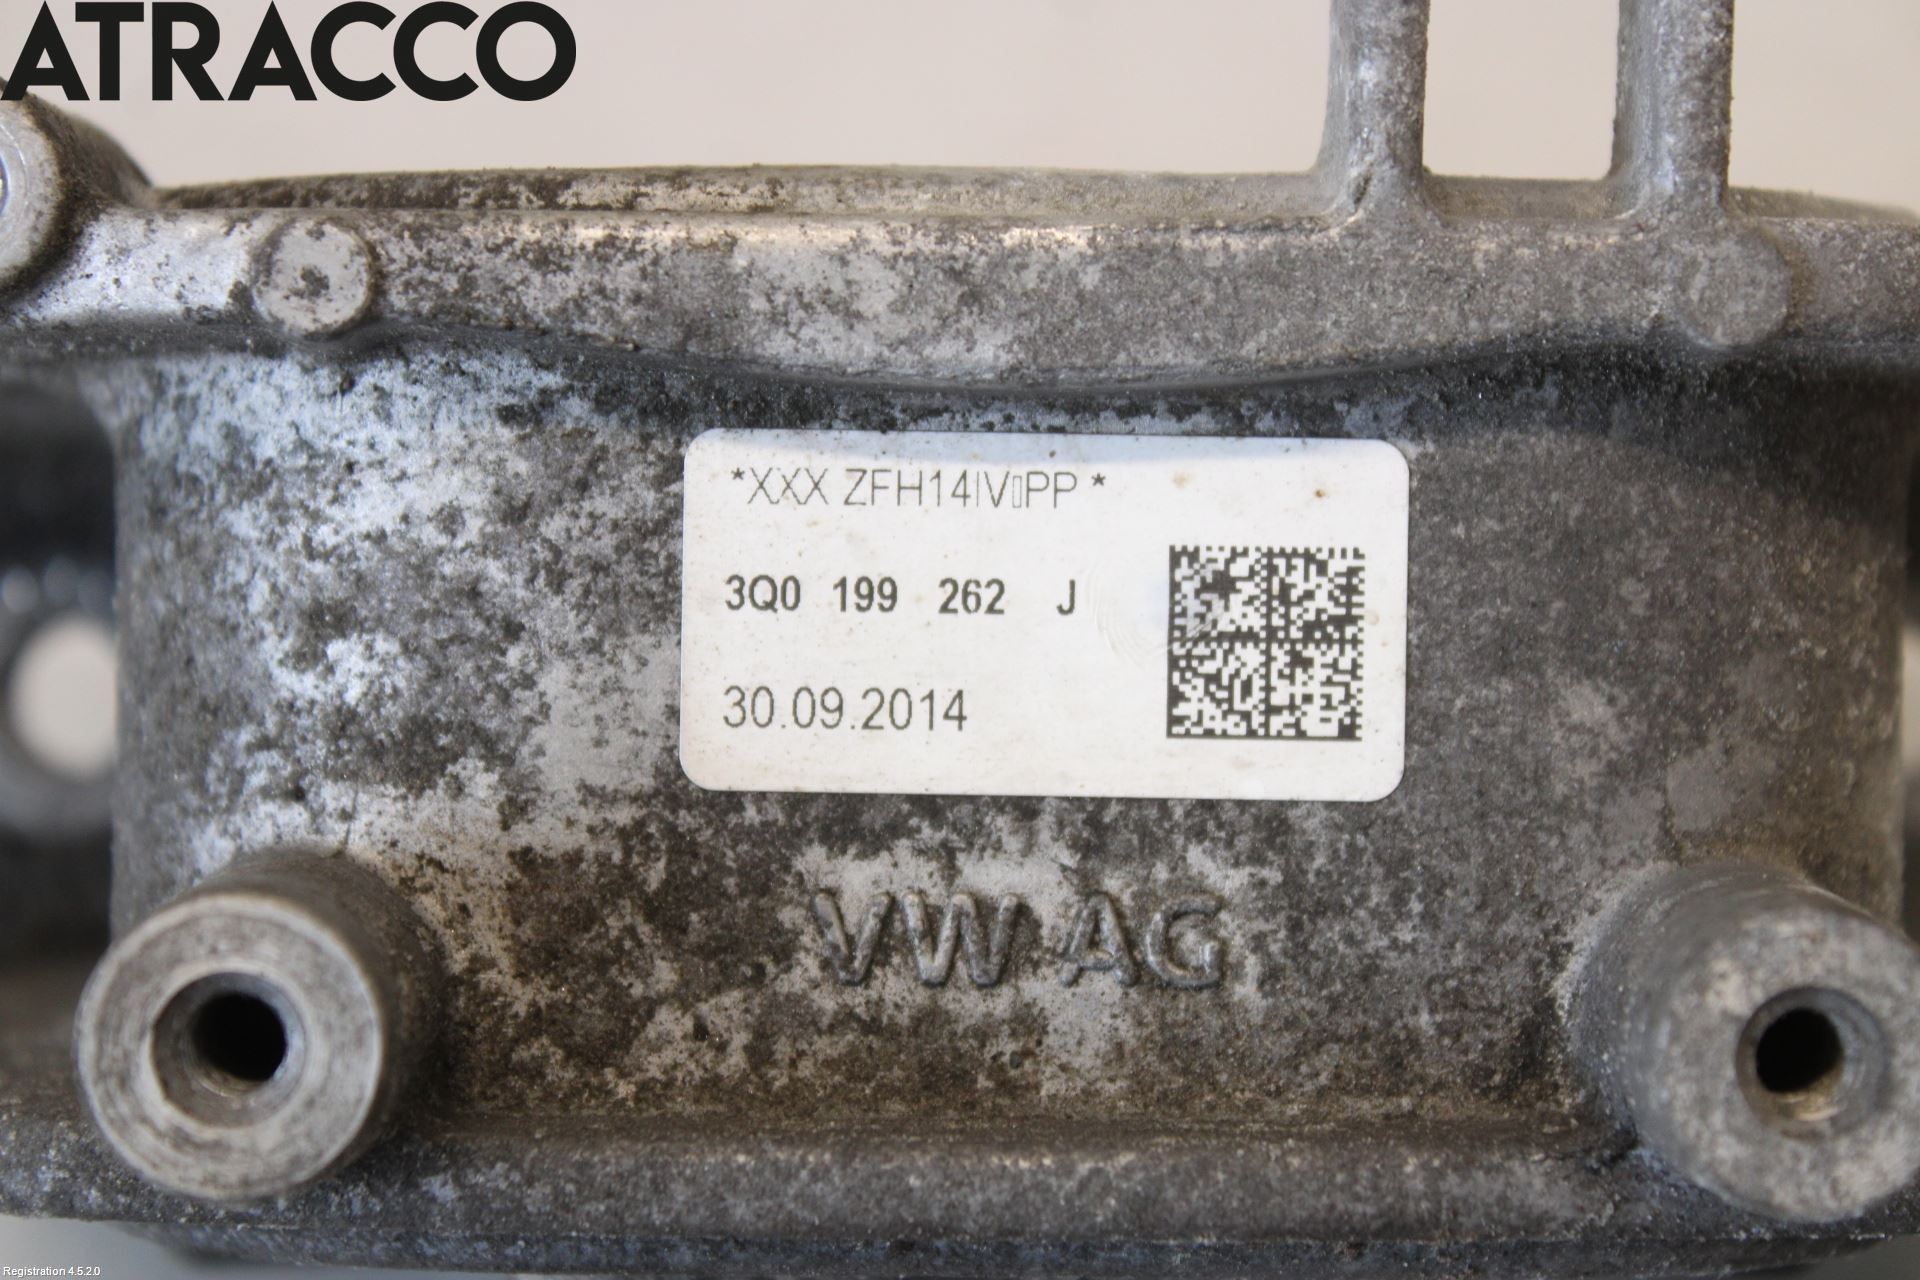 ATRACCO
*XXX ZFH14IV▯PP*
3Q0 199 262 J
30.09.2014
VW AG
Registration 4.5.2.0